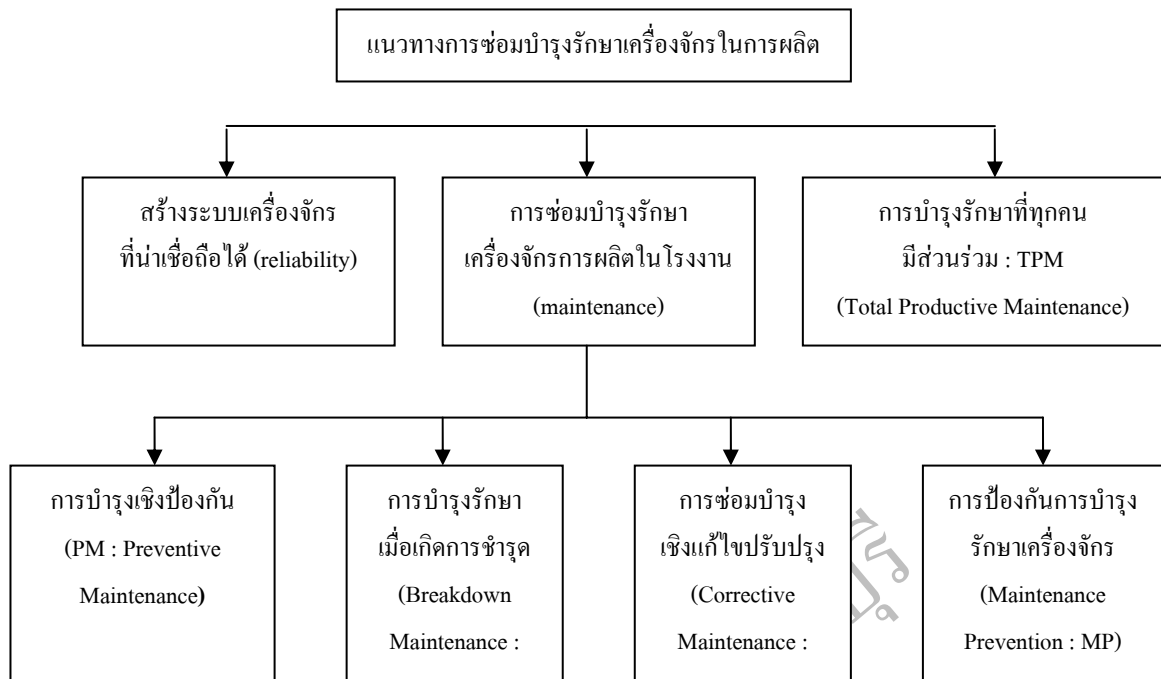 แนวทางการซ่อมบำรุงรักษาเครื่องจักรในการผลิต
สร้างระบบเครื่องจักร
ที่น่าเชื่อถือได้ (reliability)
การซ่อมบำรุงรักษา
เครื่องจักรการผลิตในโรงงาน
(maintenance)
การบำรุงรักษาที่ทุกคน
มีส่วนร่วม : TPM
(Total Productive Maintenance)
การบำรุงเชิงป้องกัน
(PM : Preventive
Maintenance)
การบำรุงรักษา
เมื่อเกิดการชำรุด
(Breakdown
Maintenance :
การซ่อมบำรุง
เชิงแก้ไขปรับปรุง
(Corrective
Maintenance :
การป้องกันการบำรุง
รักษาเครื่องจักร
(Maintenance
Prevention : MP)